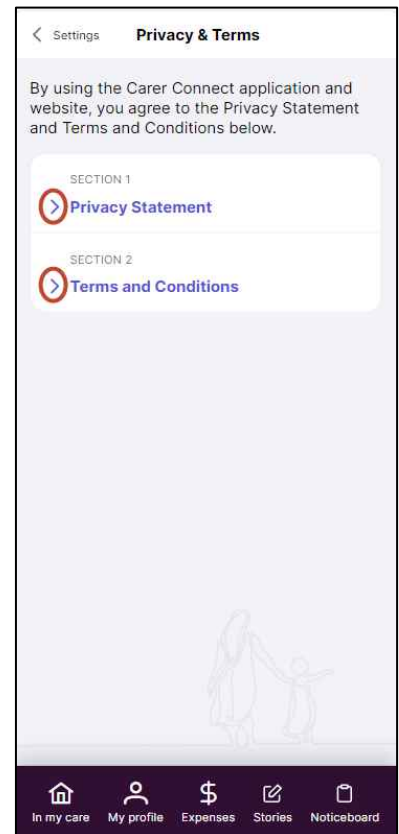 Settings Privacy & Terms
By using the Carer Connect application and
website, you agree to the Privacy Statement
and Terms and Conditions below.
SECTION 1
Privacy Statement
SECTION 2
Terms and Conditions
In my care My profile Expenses Stories Noticeboard